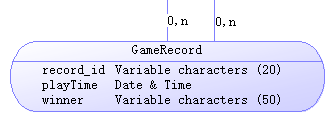 0,n 0,n
GameRecord
record_id Variable characters (20)
playTime Date & Time
winner Variable characters (50)